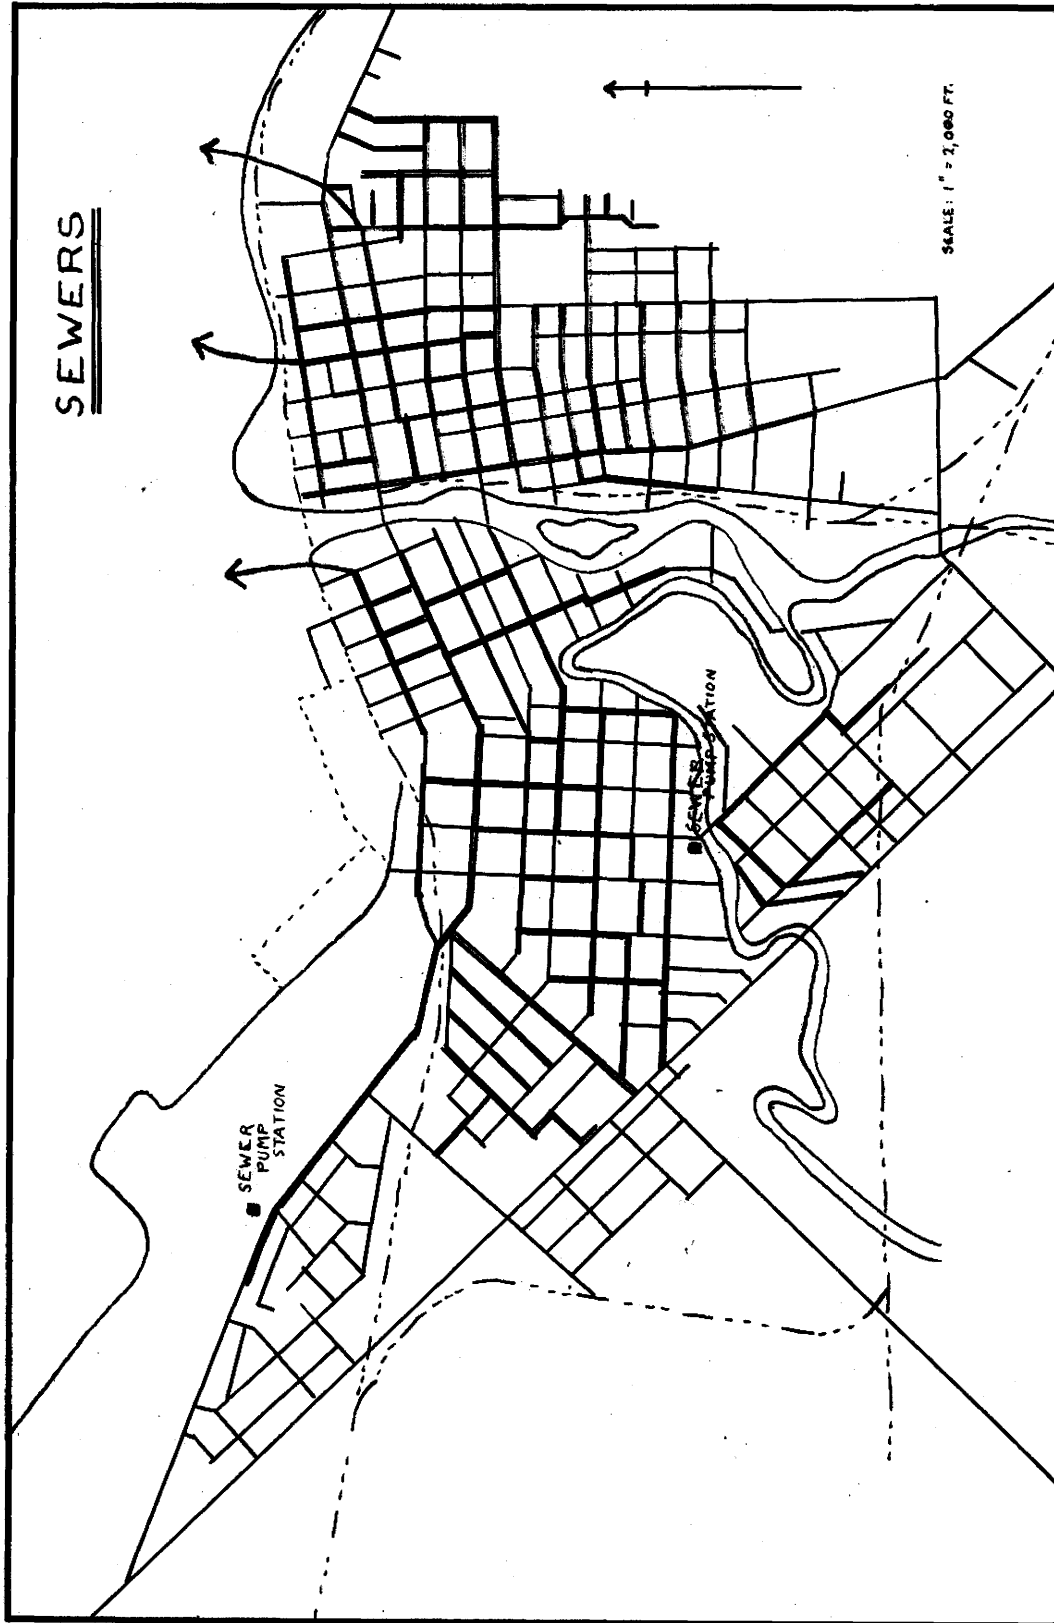 SEWERS
SEWER
PUMP
STATION
SEWER
PUMP STATION
SCALE: 1" = 2,000 FT.